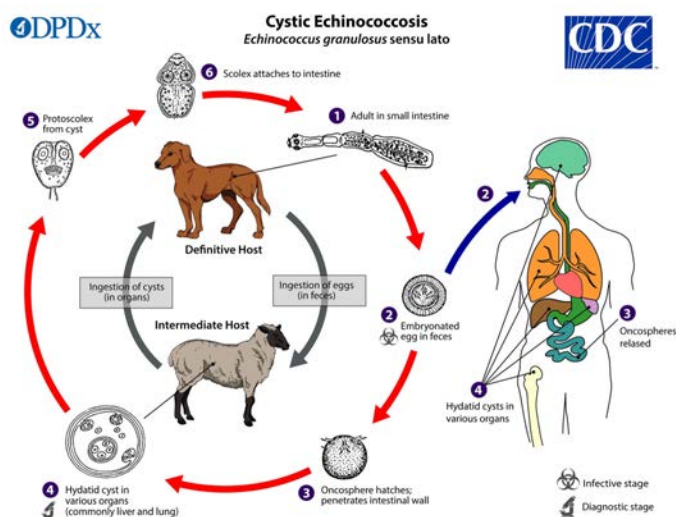 DPDx
Cystic Echinococcosis
Echinococcus granulosus sensu lato
CDC
6 Scolex attaches to intestine
5 Protoscolex
from cyst
1 Adult in small intestine
2
Definitive Host
Ingestion of cysts
(in organs)
Ingestion of eggs
(in feces)
Intermediate Host
2 Embryonated
egg in feces
3
Oncospheres
relased
4
Hydatid cysts in
various organs
4 Hydatid cyst in
various organs
(commonly liver and lung)
3 Oncosphere hatches;
penetrates intestinal wall
Infective stage
Diagnostic stage